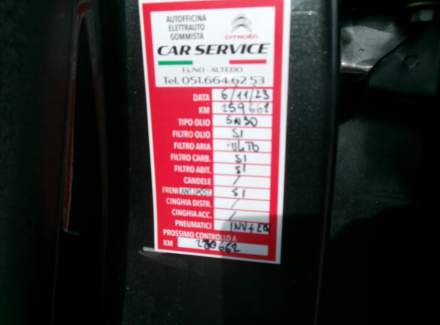 AUTOFFICINA
ELETTRAUTO
GOMMISTA
CITROËN
CAR SERVICE
FUNO - ALTEDO
Tel. 051.664.62.53
DATA 6/11/23
KM 259661
TIPO OLIO 5W30
FILTRO OLIO SI
FILTRO ARIA
FILTRO CARB. SI
FILTRO ABIT. SI
CANDELE /
FRENI ANT. POST. SI
CINGHIA DISTR. /
CINGHIA ACC. /
PNEUMATICI
PROSSIMO CONTROLLO A
KM